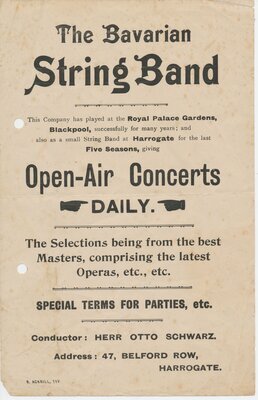 The Bavarian
String Band
This Company has played at the Royal Palace Gardens,
Blackpool, successfully for many years; and
also as a small String Band at Harrogate for the last
Five Seasons, giving
Open-Air Concerts
DAILY.
The Selections being from the best
Masters, comprising the latest
Operas, etc., etc.
SPECIAL TERMS FOR PARTIES, etc.
Conductor: HERR OTTO SCHWARZ.
Address: 47, BELFORD ROW,
HARROGATE.